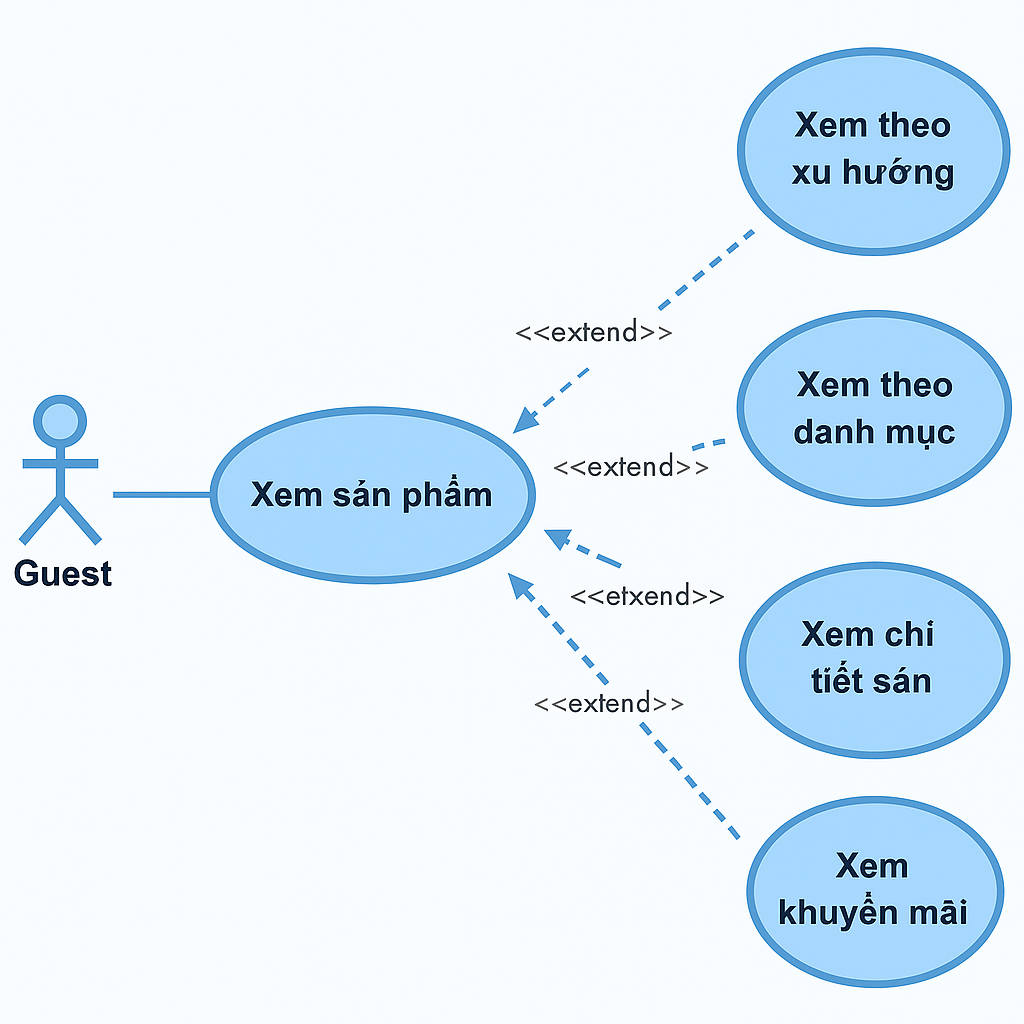 Xem theo
xu hướng
<<extend>>
Xem theo
danh mục
<<extend>>
Xem sản phẩm
Guest
<<etxend>>
Xem chi
tiết sán
<<extend>>
Xem
khuyển mãi